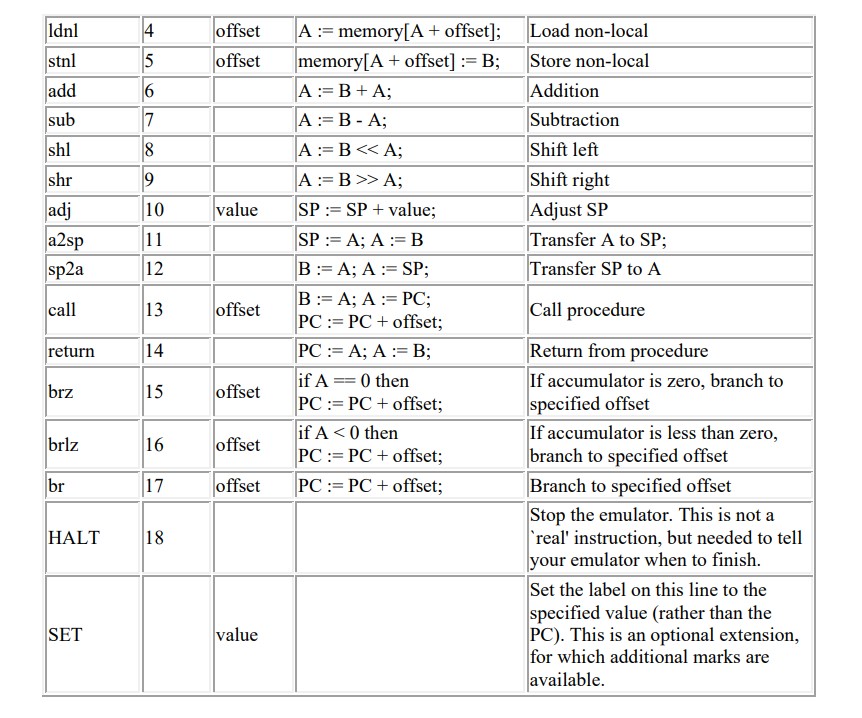 ldnl 4 offset A := memory[A + offset]; Load non-local
stnl 5 offset memory[A + offset] := B; Store non-local
add 6 A := B + A; Addition
sub 7 A := B - A; Subtraction
shl 8 A := B << A; Shift left
shr 9 A := B >> A; Shift right
adj 10 value SP := SP + value; Adjust SP
a2sp 11 SP := A; A := B Transfer A to SP;
sp2a 12 B := A; A := SP; Transfer SP to A
call 13 offset B := A; A := PC;
PC := PC + offset; Call procedure
return 14 PC := A; A := B; Return from procedure
brz 15 offset if A == 0 then
PC := PC + offset; If accumulator is zero, branch to
specified offset
brlz 16 offset if A < 0 then
PC := PC + offset; If accumulator is less than zero,
branch to specified offset
br 17 offset PC := PC + offset; Branch to specified offset
HALT 18 Stop the emulator. This is not a
`real' instruction, but needed to tell
your emulator when to finish.
SET value Set the label on this line to the
specified value (rather than the
PC). This is an optional extension,
for which additional marks are
available.